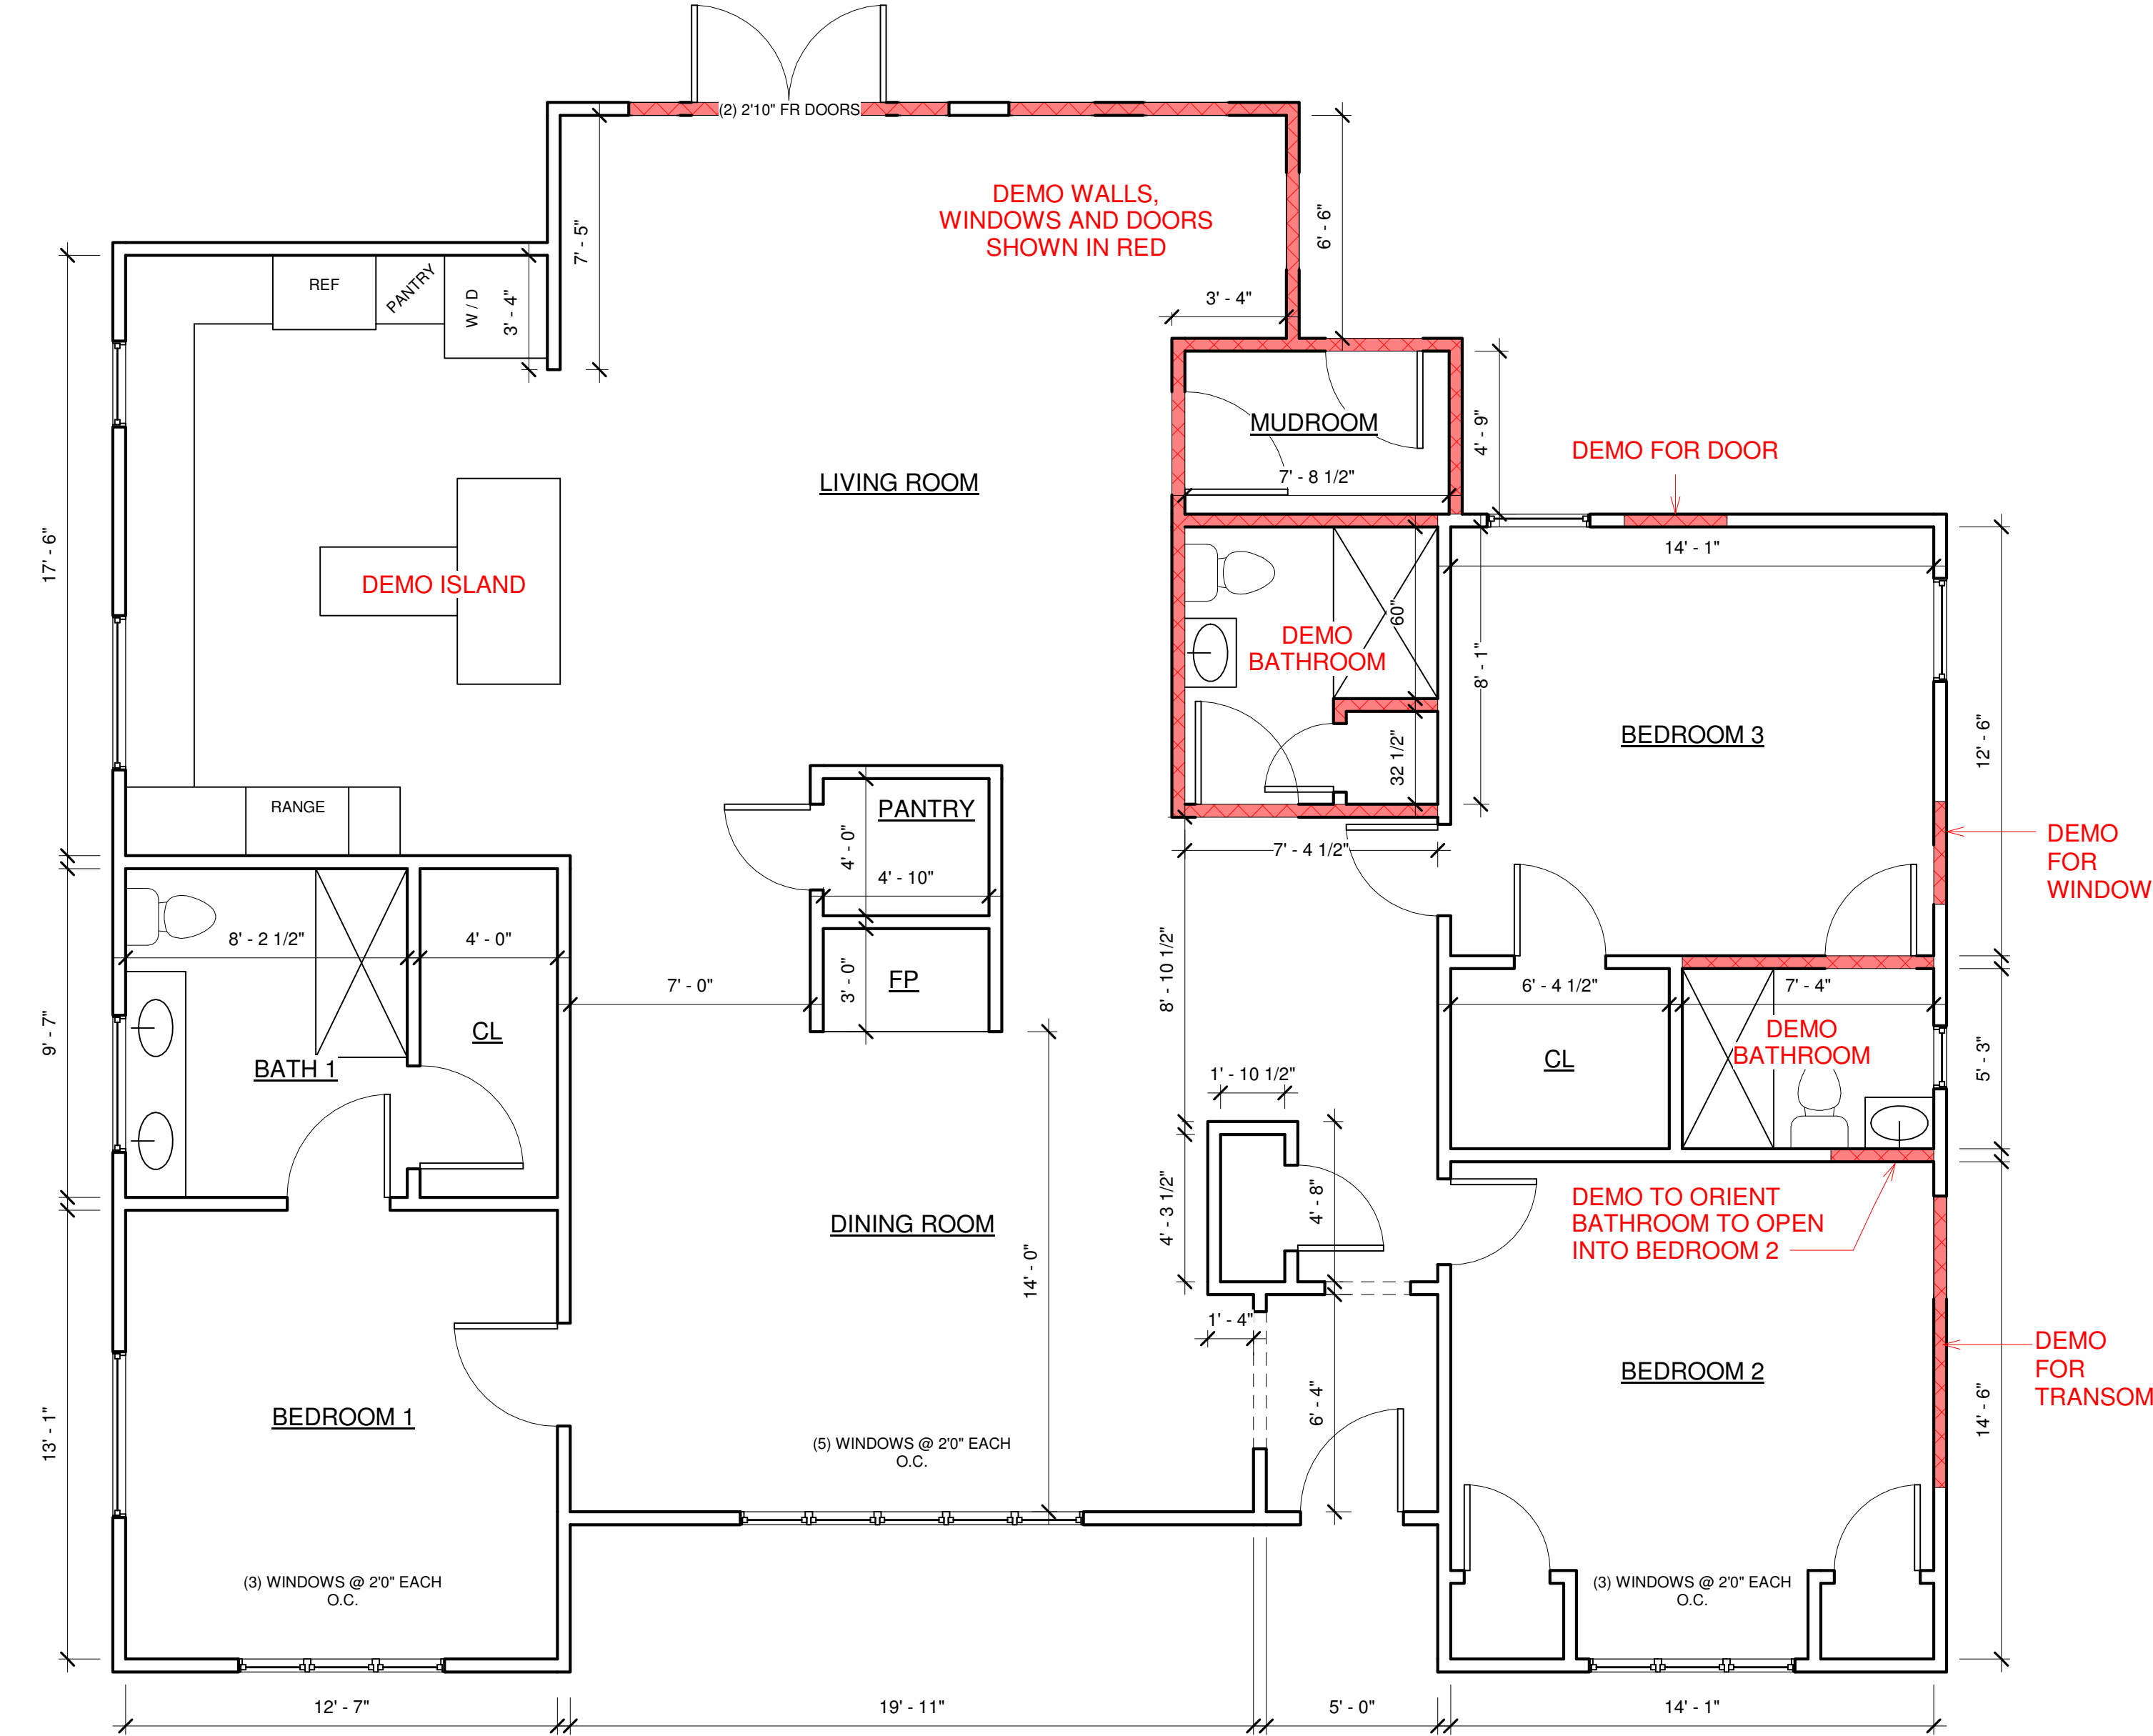 (2) 2'10" FR DOORS
DEMO WALLS,
WINDOWS AND DOORS
SHOWN IN RED
7' - 5"
6' - 6"
REF
PANTRY
W / D
3' - 4"
3' - 4"
MUDROOM
7' - 8 1/2"
4' - 9"
DEMO FOR DOOR
LIVING ROOM
17' - 6"
14' - 1"
DEMO ISLAND
DEMO
BATHROOM
60"
8' - 1"
32 1/2"
BEDROOM 3
12' - 6"
RANGE
PANTRY
4' - 0"
4' - 10"
7' - 4 1/2"
DEMO
FOR
WINDOW
8' - 2 1/2"
4' - 0"
7' - 0"
3' - 0"
FP
8' - 10 1/2"
6' - 4 1/2"
7' - 4"
9' - 7"
CL
BATH 1
DEMO
BATHROOM
CL
5' - 3"
1' - 10 1/2"
4' - 3 1/2"
4' - 8"
DINING ROOM
14' - 0"
DEMO TO ORIENT
BATHROOM TO OPEN
INTO BEDROOM 2
1' - 4"
6' - 4"
BEDROOM 2
DEMO
FOR
TRANSOM
14' - 6"
13' - 1"
BEDROOM 1
(5) WINDOWS @ 2'0" EACH
O.C.
(3) WINDOWS @ 2'0" EACH
O.C.
(3) WINDOWS @ 2'0" EACH
O.C.
12' - 7"
19' - 11"
5' - 0"
14' - 1"